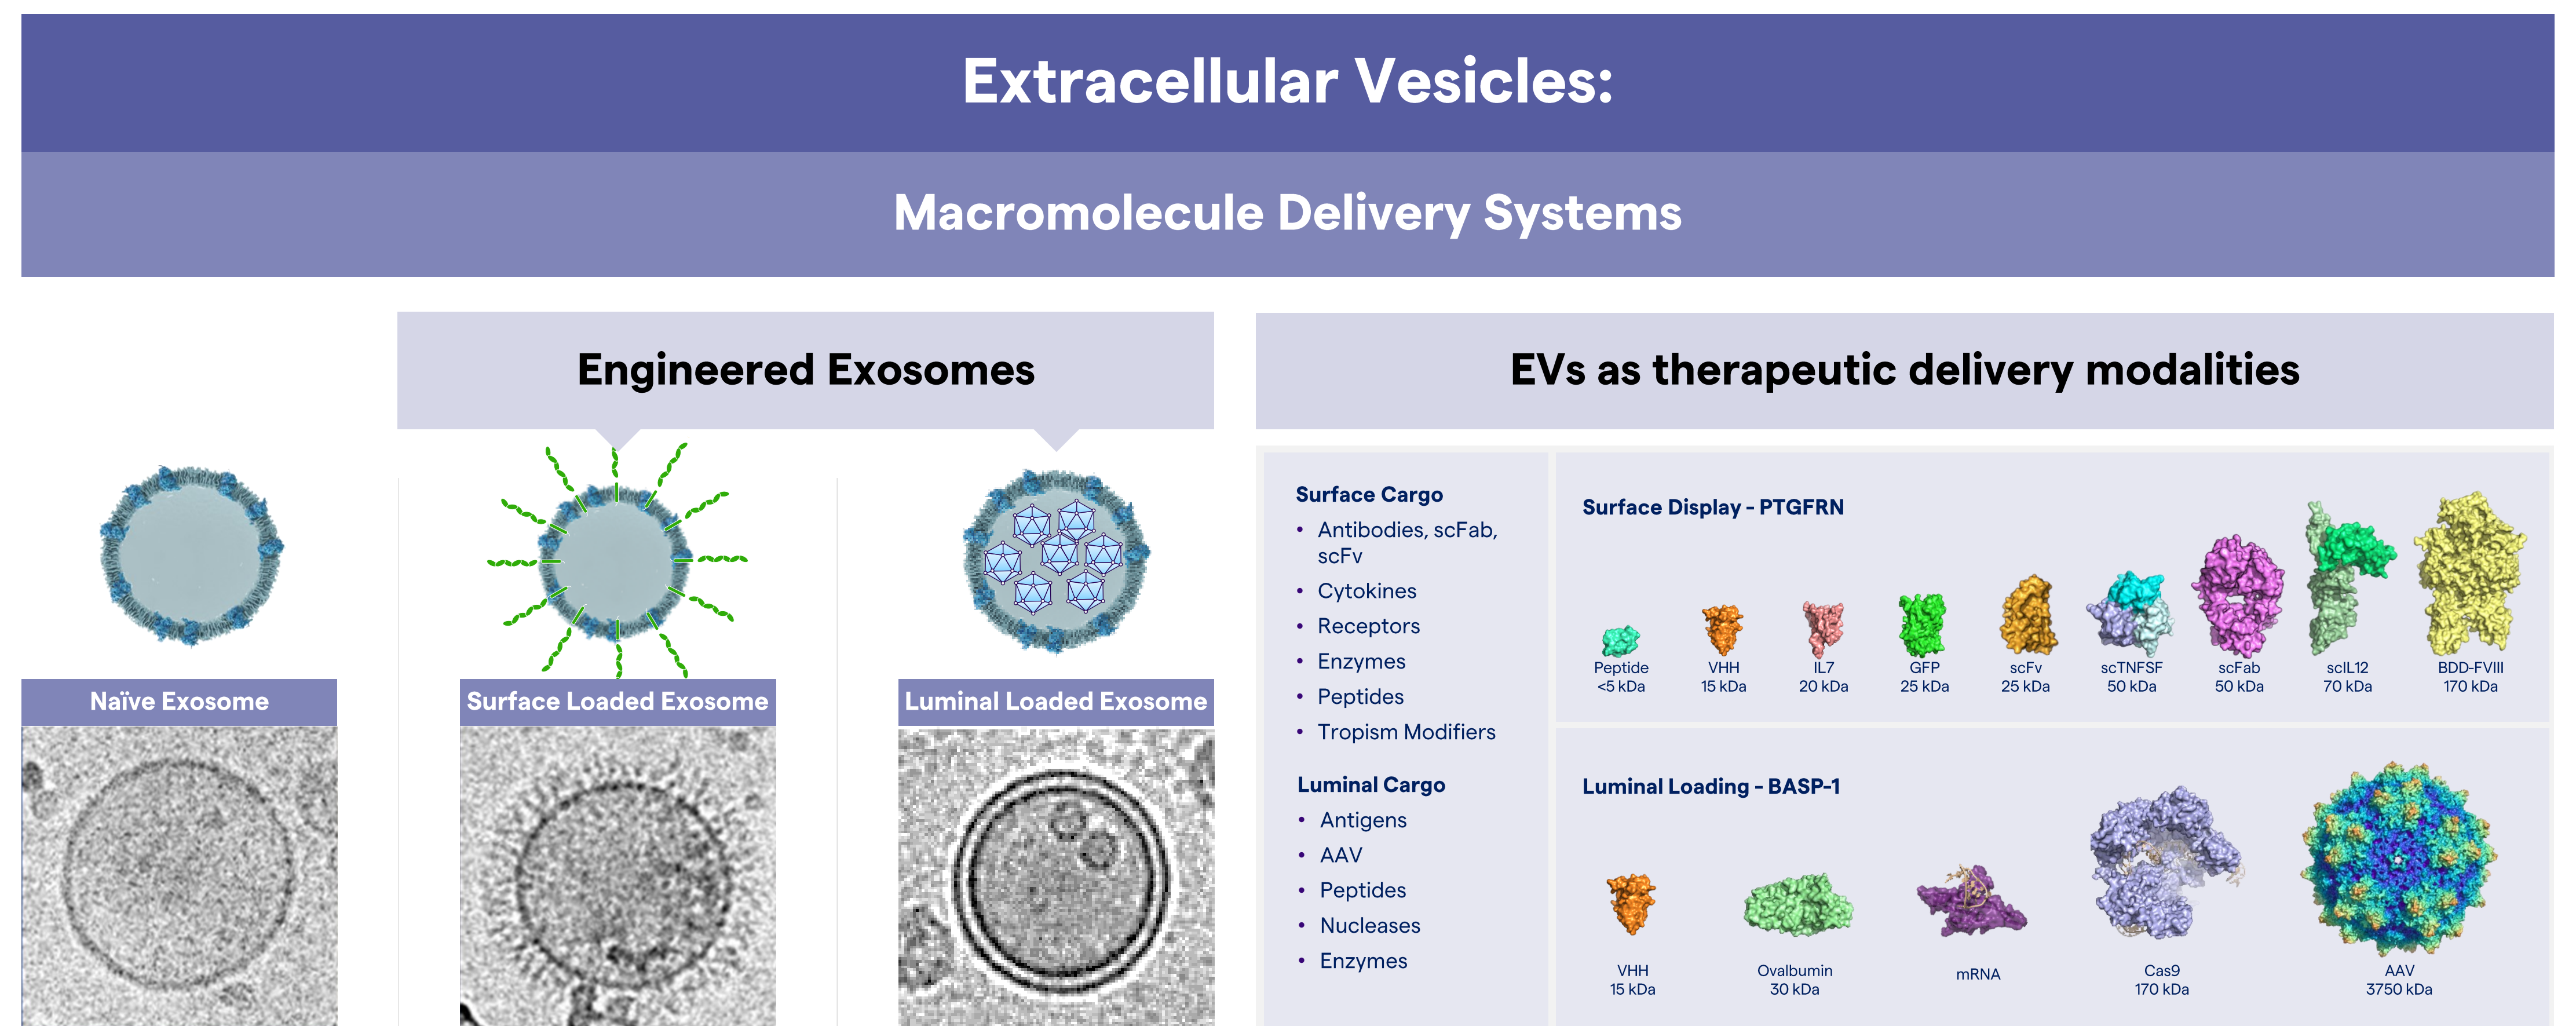 Extracellular Vesicles:
Macromolecule Delivery Systems
Engineered Exosomes
Naïve Exosome
Surface Loaded Exosome
Luminal Loaded Exosome
EVs as therapeutic delivery modalities
Surface Cargo
• Antibodies, scFab,
scFv
• Cytokines
• Receptors
• Enzymes
• Peptides
• Tropism Modifiers
Luminal Cargo
• Antigens
• AAV
• Peptides
• Nucleases
• Enzymes
Surface Display - PTGFRN
Peptide
<5 kDa
VHH
15 kDa
IL7
20 kDa
GFP
25 kDa
scFv
25 kDa
scTNFSF
50 kDa
scFab
50 kDa
scIL12
70 kDa
BDD-FVIII
170 kDa
Luminal Loading - BASP-1
VHH
15 kDa
Ovalbumin
30 kDa
mRNA
Cas9
170 kDa
AAV
3750 kDa